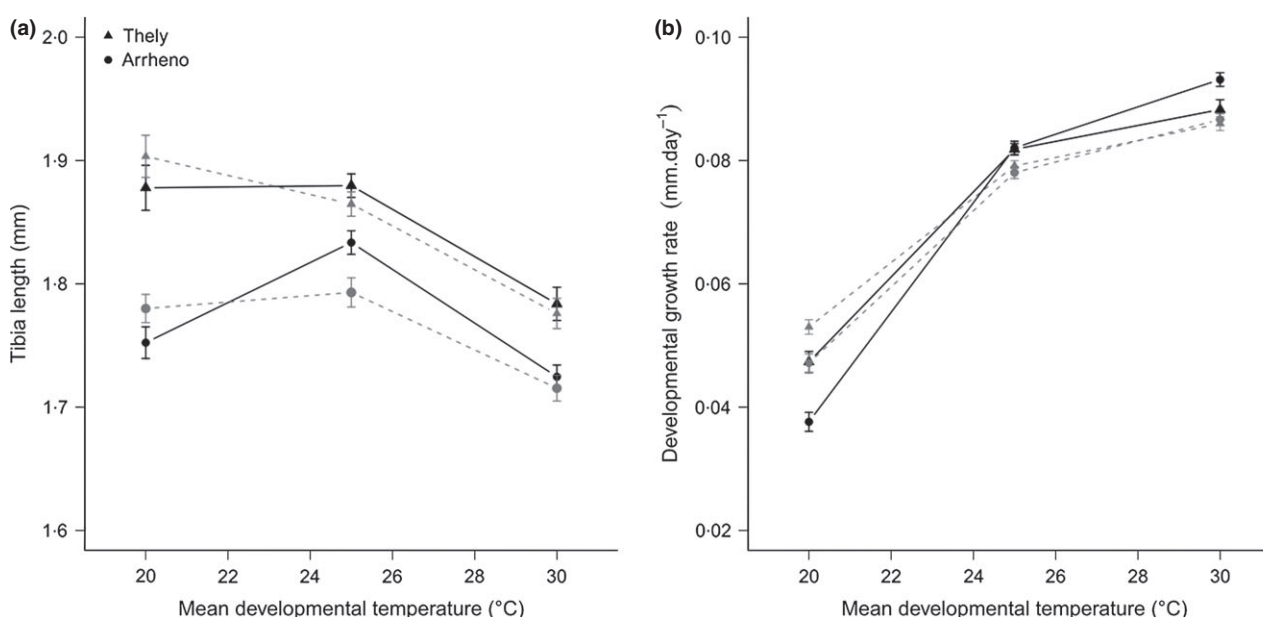 (a)
Thely
Arrheno
2·0
1·9
1·8
1·7
1·6
Tibia length (mm)
20 22 24 26 28 30
Mean developmental temperature (°C)
(b)
0·10
0·08
0·06
0·04
0·02
Developmental growth rate (mm.day⁻¹)
20 22 24 26 28 30
Mean developmental temperature (°C)